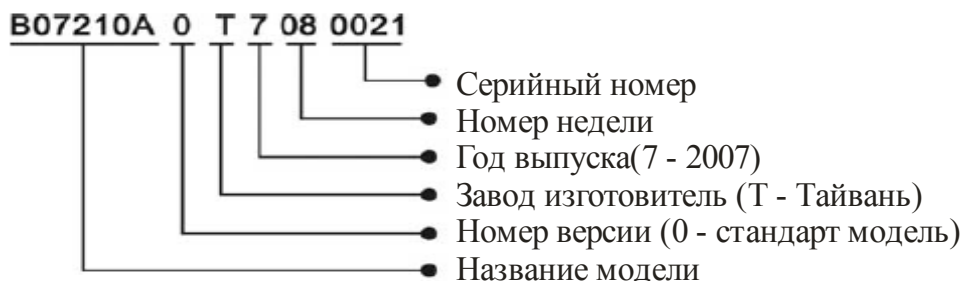 B07210A 0 T 7 08 0021
Серийный номер
Номер недели
Год выпуска(7 - 2007)
Завод изготовитель (Т - Тайвань)
Номер версии (0 - стандарт модель)
Название модели